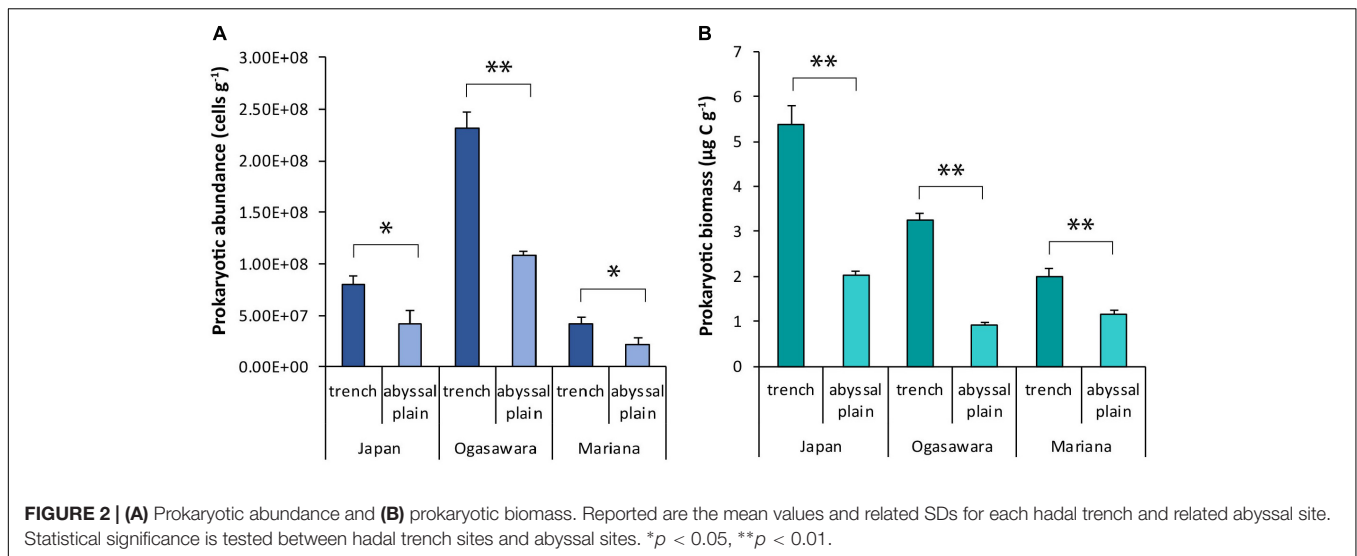 A
Prokaryotic abundance (cells g-1)
3.00E+08
2.50E+08
2.00E+08
1.50E+08
1.00E+08
5.00E+07
0.00E+00
*
**
*
trench abyssal plain trench abyssal plain trench abyssal plain
Japan Ogasawara Mariana
B
Prokaryotic biomass (µg C g-1)
7
6
5
4
3
2
1
0
**
**
**
trench abyssal plain trench abyssal plain trench abyssal plain
Japan Ogasawara Mariana
FIGURE 2 | (A) Prokaryotic abundance and (B) prokaryotic biomass. Reported are the mean values and related SDs for each hadal trench and related abyssal site.
Statistical significance is tested between hadal trench sites and abyssal sites. *p < 0.05, **p < 0.01.